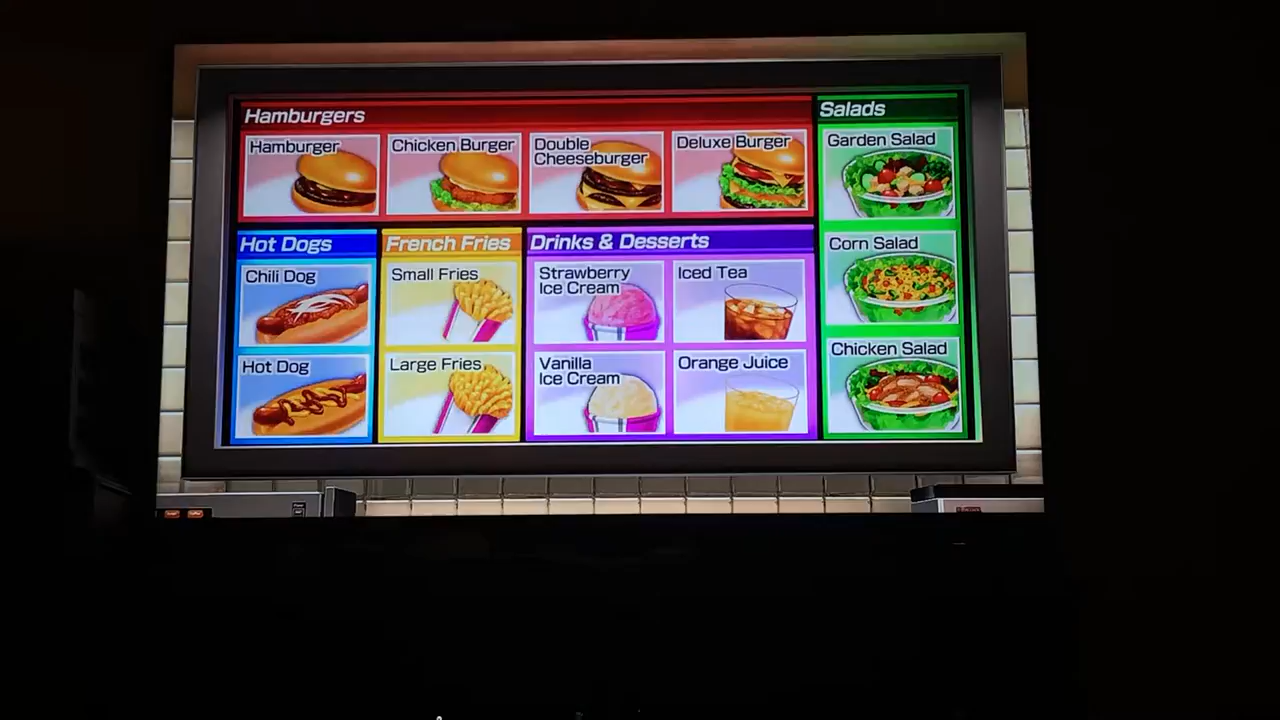 Hamburgers
Hamburger
Chicken Burger
Double
Cheeseburger
Deluxe Burger
Salads
Garden Salad
Corn Salad
Chicken Salad
Hot Dogs
Chili Dog
Hot Dog
French Fries
Small Fries
Large Fries
Drinks & Desserts
Strawberry
Ice Cream
Iced Tea
Vanilla
Ice Cream
Orange Juice